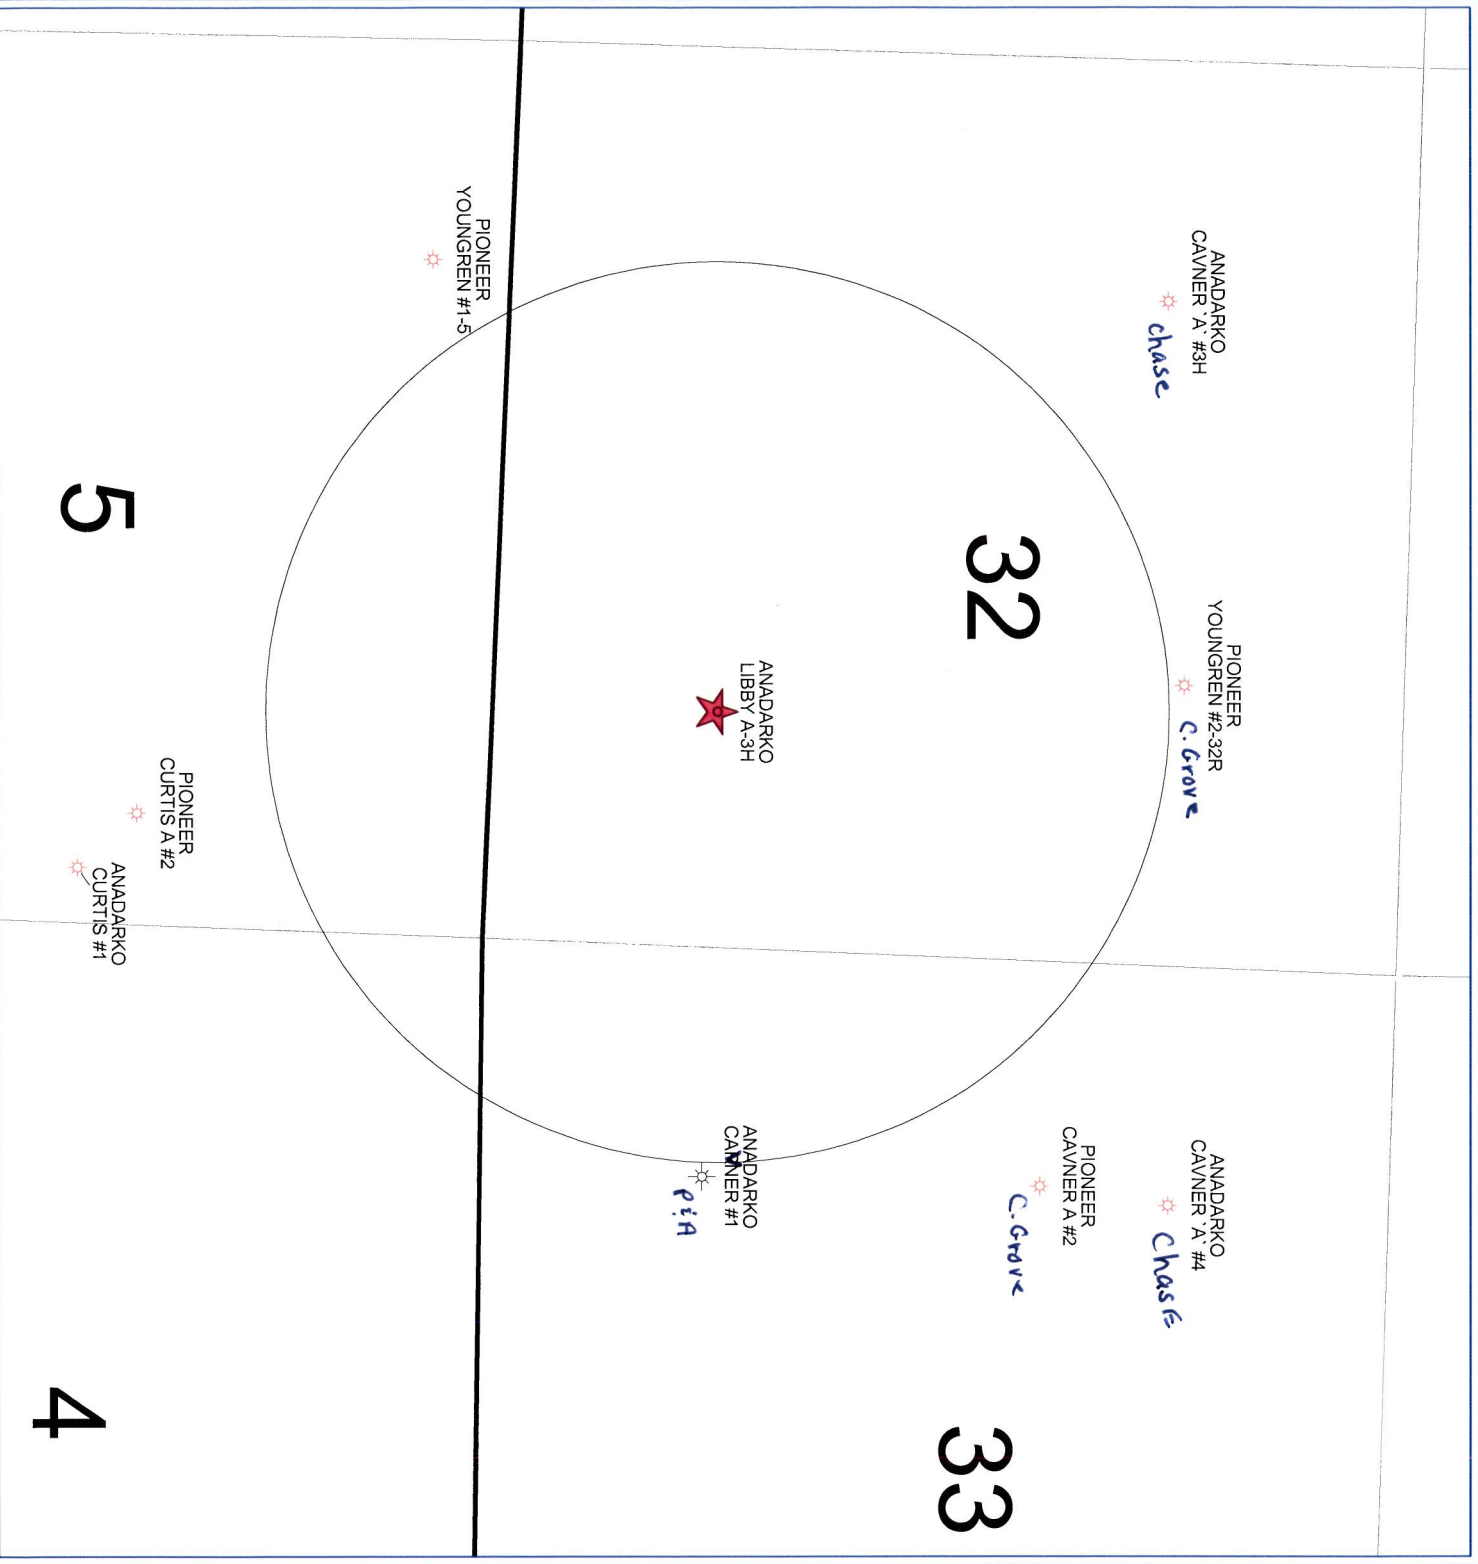 ANADARKO
CAVNER `A` #3H
chase
PIONEER
YOUNGREN #2-32R
C. Grove
ANADARKO
CAVNER `A` #4
ChasE
PIONEER
CAVNER A #2
C. Grove
32
33
ANADARKO
LIBBY A-3H
ANADARKO
CAVNER #1
P&A
PIONEER
YOUNGREN #1-5
PIONEER
CURTIS A #2
ANADARKO
CURTIS #1
5
4